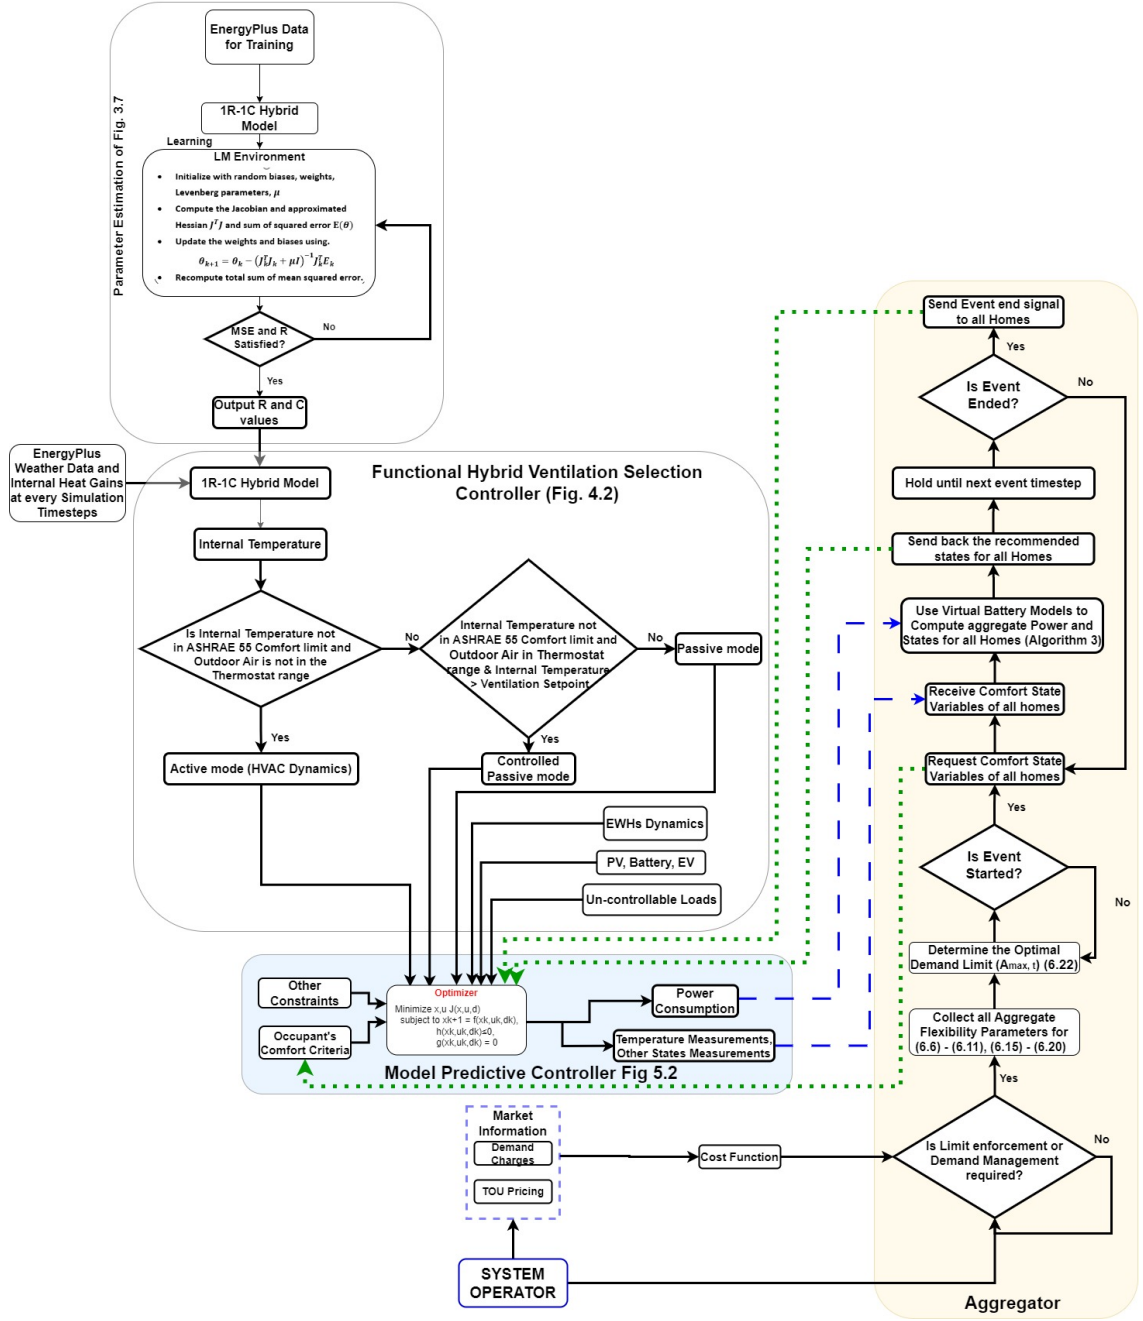 EnergyPlus Data
for Training
Parameter Estimation of Fig. 3.7
1R-1C Hybrid
Model
Learning
LM Environment
• Initialize with random biases, weights,
Levenberg parameters, μ
• Compute the Jacobian and approximated
Hessian JᵀJ and sum of squared error E(θ)
• Update the weights and biases using.
θₖ₊₁ = θₖ − (JₖᵀJₖ + μI)⁻¹JₖᵀEₖ
• Recompute total sum of mean squared error.
MSE and R
Satisfied?
No
Yes
Output R and C
values
EnergyPlus
Weather Data and
Internal Heat Gains
at every Simulation
Timesteps
1R-1C Hybrid Model
Functional Hybrid Ventilation Selection
Controller (Fig. 4.2)
Internal Temperature
Is Internal Temperature not
in ASHRAE 55 Comfort limit and
Outdoor Air is not in the
Thermostat range
No
Yes
Internal Temperature not
in ASHRAE 55 Comfort limit and
Outdoor Air in Thermostat
range & Internal Temperature
> Ventilation Setpoint
No
Yes
Passive mode
Active mode (HVAC Dynamics)
Controlled
Passive mode
EWHs Dynamics
PV, Battery, EV
Un-controllable Loads
Other
Constraints
Occupant's
Comfort Criteria
Optimizer
Minimize x,u J(x,u,d)
subject to xk+1 = f(xk,uk,dk),
h(xk,uk,dk)≤0,
g(xk,uk,dk) = 0
Power
Consumption
Temperature Measurements,
Other States Measurements
Model Predictive Controller Fig 5.2
Market
Information
Demand
Charges
TOU Pricing
Cost Function
SYSTEM
OPERATOR
Send Event end signal
to all Homes
Yes
Is Event
Ended?
No
Hold until next event timestep
Send back the recommended
states for all Homes
Use Virtual Battery Models to
Compute aggregate Power and
States for all Homes (Algorithm 3)
Receive Comfort State
Variables of all homes
Request Comfort State
Variables of all homes
Yes
Is Event
Started?
No
Determine the Optimal
Demand Limit (Amax, t) (6.22)
Collect all Aggregate
Flexibility Parameters for
(6.6) - (6.11), (6.15) - (6.20)
Yes
Is Limit enforcement or
Demand Management
required?
No
Aggregator